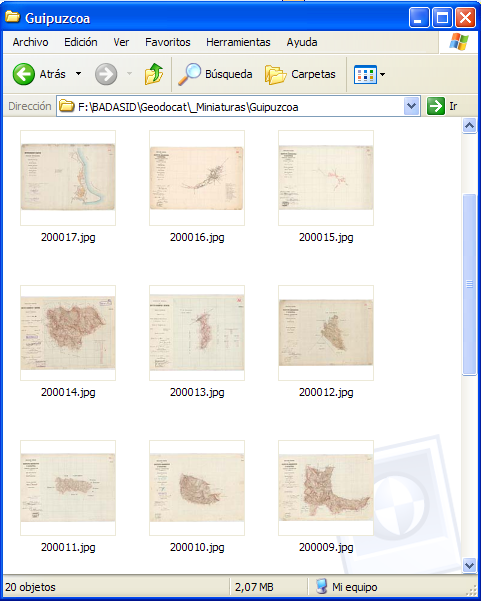 Guipuzcoa
Archivo Edición Ver Favoritos Herramientas Ayuda
Atrás Búsqueda Carpetas
Dirección F:\BADASID\Geodocat\_Miniaturas\Guipuzcoa Ir
200017.jpg 200016.jpg 200015.jpg
200014.jpg 200013.jpg 200012.jpg
200011.jpg 200010.jpg 200009.jpg
20 objetos 2,07 MB Mi equipo